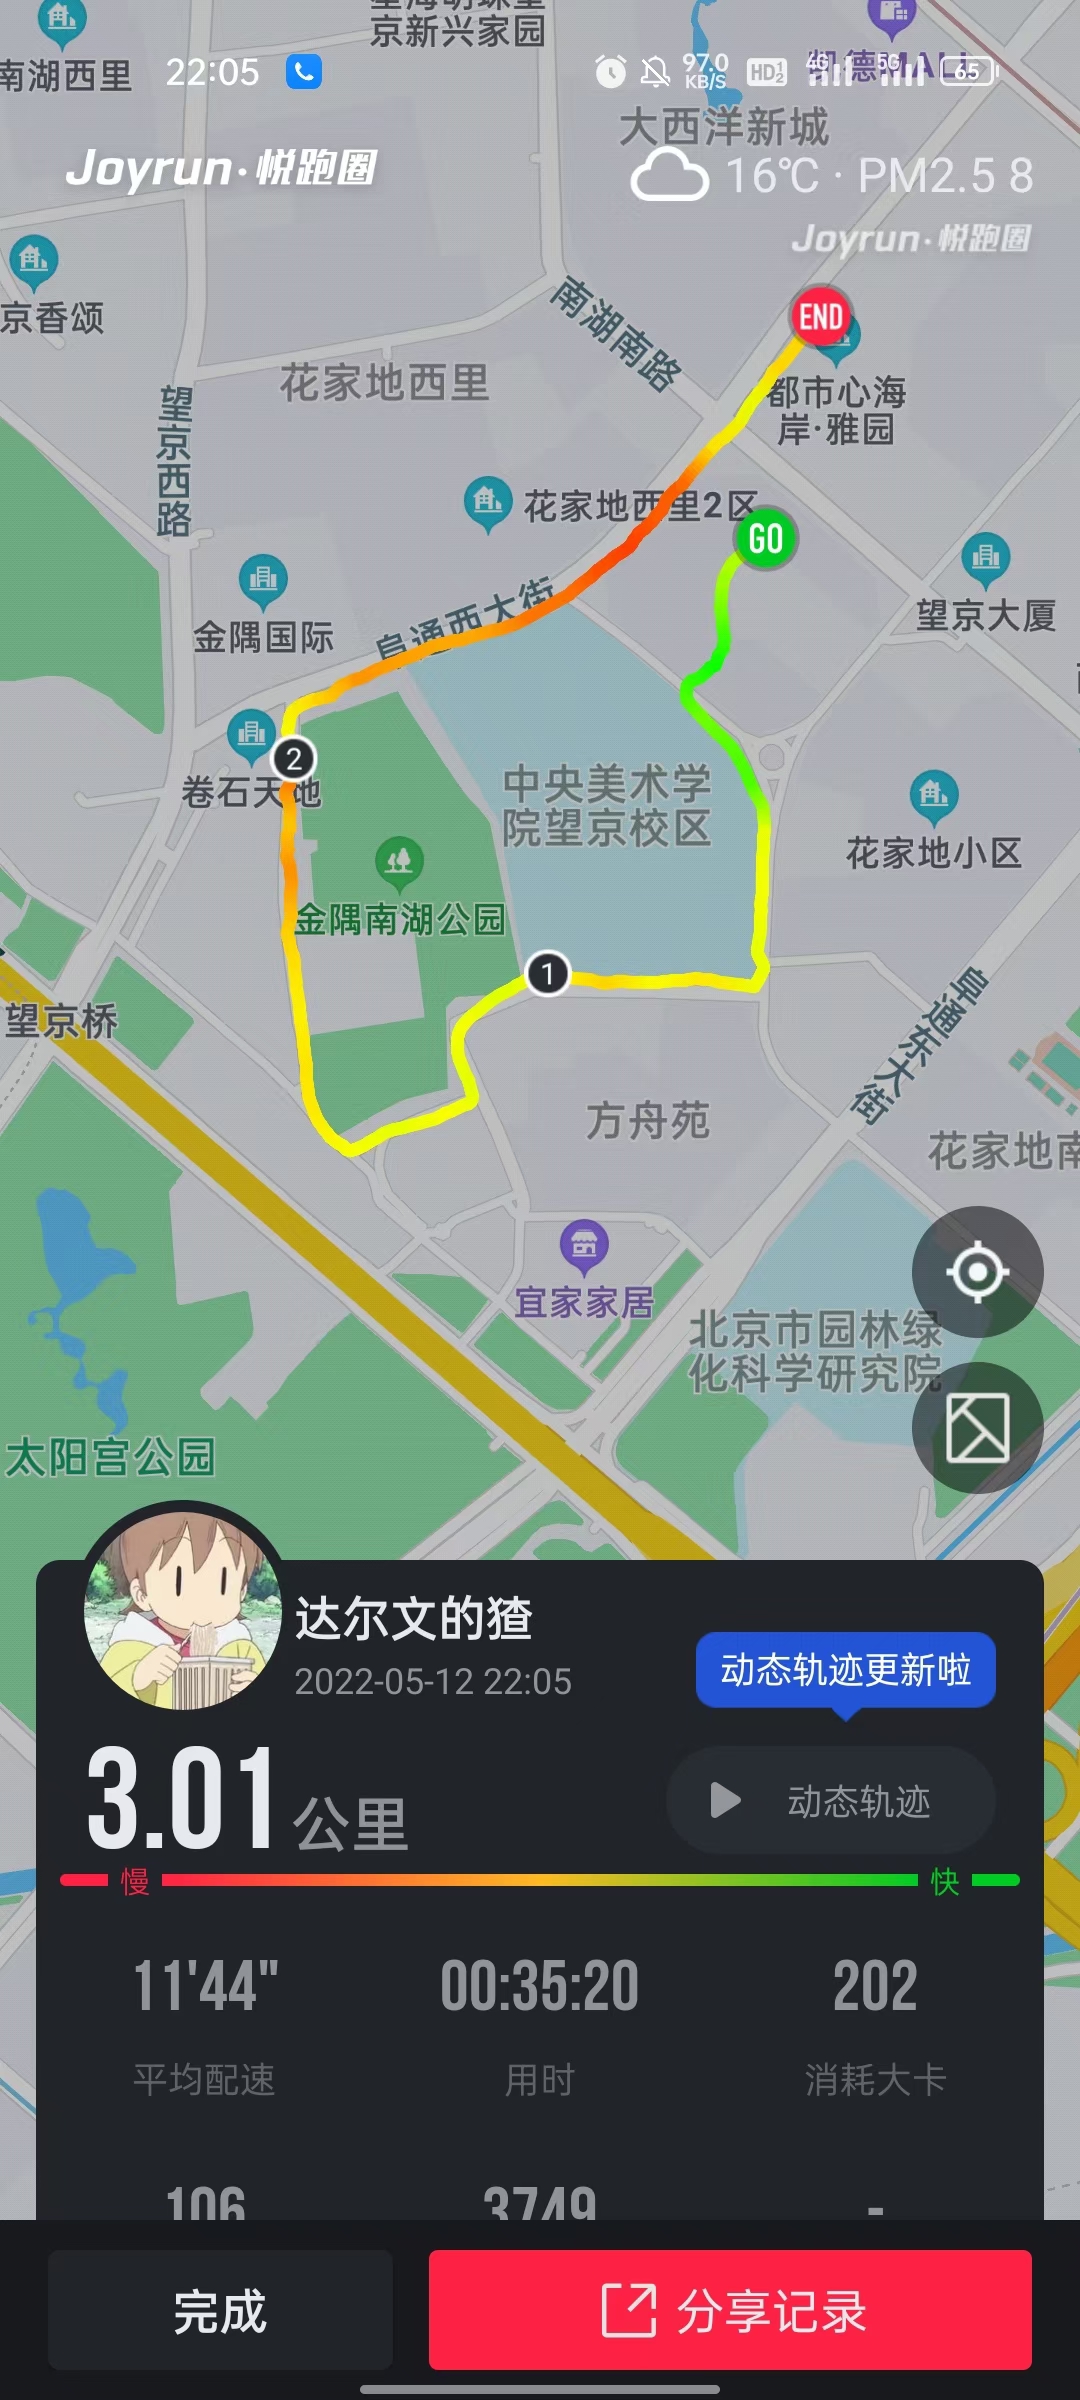 京新兴家园
南湖西里
22:05
97.0
KB/S
HD
4G
5G
65
凯德MALL
大西洋新城
Joyrun·悦跑圈
16℃ · PM2.5 8
Joyrun·悦跑圈
京香颂
南湖南路
END
花家地西里
都市心海
岸·雅园
望京西路
花家地西里2区
GO
金隅国际
阜通西大街
望京大厦
2
卷石天地
中央美术学
院望京校区
花家地小区
金隅南湖公园
1
望京桥
阜通东大街
方舟苑
花家地南
宜家家居
北京市园林绿
化科学研究院
太阳宫公园
达尔文的猹
2022-05-12 22:05
动态轨迹更新啦
3.01公里
动态轨迹
慢
快
11'44"
00:35:20
202
平均配速
用时
消耗大卡
106
3749
-
完成
分享记录